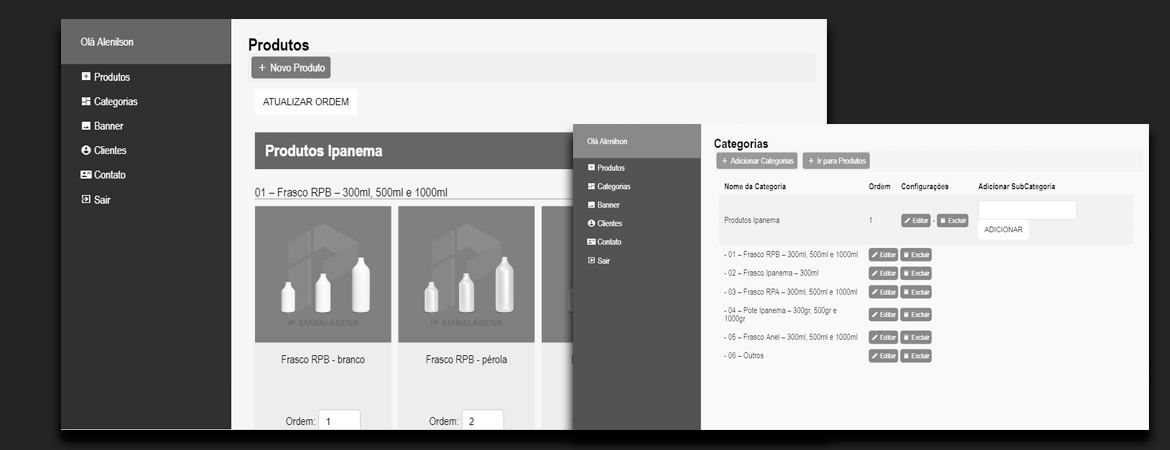 Olá Alenilson
Produtos
Categorias
Banner
Clientes
Contato
Sair
Produtos
+ Novo Produto
ATUALIZAR ORDEM
Produtos Ipanema
01 – Frasco RPB – 300ml, 500ml e 1000ml
IP EMBALAGENS
IP EMBALAGENS
Frasco RPB - branco
Frasco RPB - pérola
Ordem: 1
Ordem: 2
Olá Alenilson
Produtos
Categorias
Banner
Clientes
Contato
Sair
Categorias
+ Adicionar Categorias + Ir para Produtos
Nome da Categoria Ordem Configurações Adicionar SubCategoria
Produtos Ipanema 1 Editar - Excluir
ADICIONAR
- 01 – Frasco RPB – 300ml, 500ml e 1000ml Editar Excluir
- 02 – Frasco Ipanema – 300ml Editar Excluir
- 03 – Frasco RPA – 300ml, 500ml e 1000ml Editar Excluir
- 04 – Pote Ipanema – 300gr, 500gr e
1000gr Editar Excluir
- 05 – Frasco Anel – 300ml, 500ml e 1000ml Editar Excluir
- 06 – Outros Editar Excluir